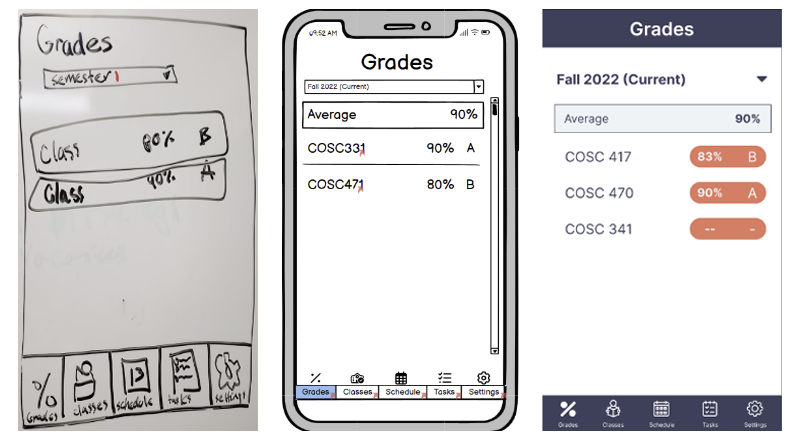 Grades
semester 1
Class 80% B
Class 90% A
Grades classes schedule tasks settings
09:52 AM
Grades
Fall 2022 (Current)
Average 90%
COSC331 90% A
COSC471 80% B
Grades Classes Schedule Tasks Settings
Grades
Fall 2022 (Current)
Average 90%
COSC 417 83% B
COSC 470 90% A
COSC 341 -- -
Grades Classes Schedule Tasks Settings